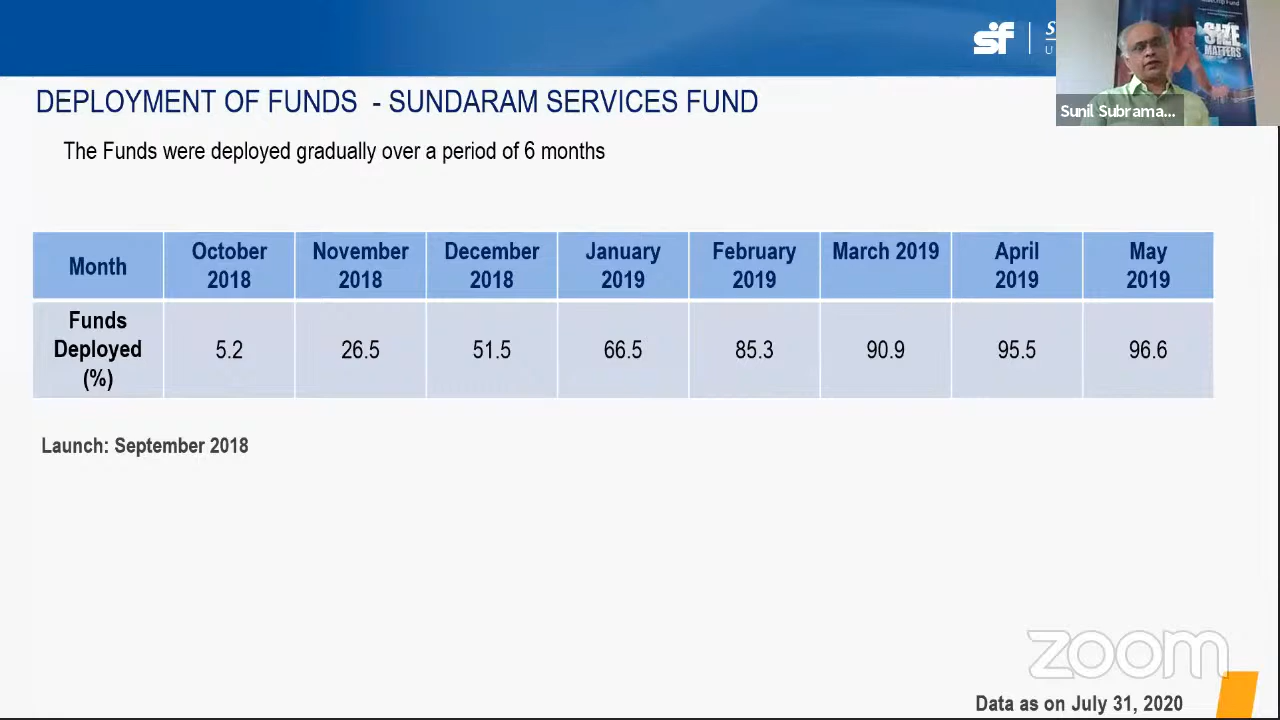 sf
S
U
SIZE
MATTERS
Sunil Subrama...
DEPLOYMENT OF FUNDS - SUNDARAM SERVICES FUND
The Funds were deployed gradually over a period of 6 months
Month October 2018 November 2018 December 2018 January 2019 February 2019 March 2019 April 2019 May 2019
Funds Deployed (%) 5.2 26.5 51.5 66.5 85.3 90.9 95.5 96.6
Launch: September 2018
zoom
Data as on July 31, 2020